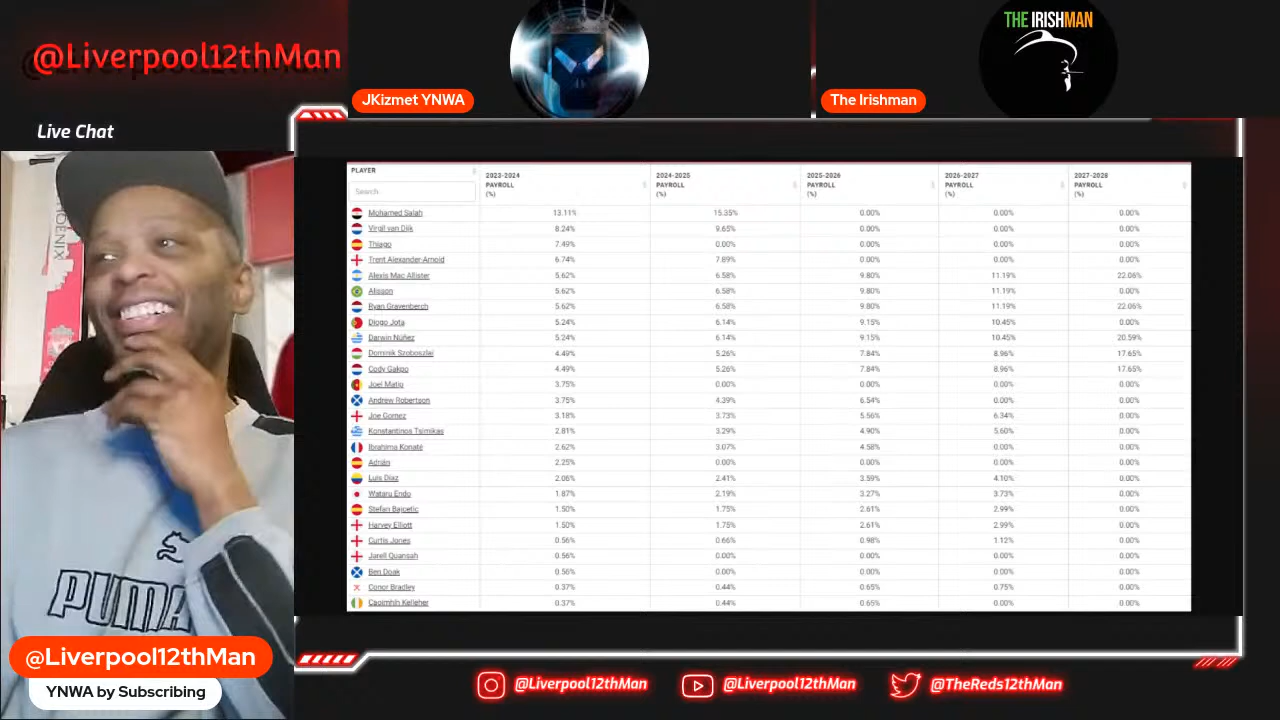 @Liverpool12thMan
Live Chat
JKizmet YNWA
THE IRISHMAN
The Irishman
PHOENIX
PLAYER
Search
2023-2024 PAYROLL (%)
2024-2025 PAYROLL (%)
2025-2026 PAYROLL (%)
2026-2027 PAYROLL (%)
2027-2028 PAYROLL (%)
Mohamed Salah 13.11% 15.35% 0.00% 0.00% 0.00%
Virgil van Dijk 8.24% 9.65% 0.00% 0.00% 0.00%
Thiago 7.49% 0.00% 0.00% 0.00% 0.00%
Trent Alexander-Arnold 6.74% 7.89% 0.00% 0.00% 0.00%
Alexis Mac Allister 5.62% 6.58% 9.80% 11.19% 22.06%
Alisson 5.62% 6.58% 9.80% 11.19% 0.00%
Ryan Gravenberch 5.62% 6.58% 9.80% 11.19% 22.06%
Diogo Jota 5.24% 6.14% 9.15% 10.45% 0.00%
Darwin Núñez 5.24% 6.14% 9.15% 10.45% 20.59%
Dominik Szoboszlai 4.49% 5.26% 7.84% 8.96% 17.65%
Cody Gakpo 4.49% 5.26% 7.84% 8.96% 17.65%
Joel Matip 3.75% 0.00% 0.00% 0.00% 0.00%
Andrew Robertson 3.75% 4.39% 6.54% 0.00% 0.00%
Joe Gomez 3.18% 3.73% 5.56% 6.34% 0.00%
Konstantinos Tsimikas 2.81% 3.29% 4.90% 5.60% 0.00%
Ibrahima Konaté 2.62% 3.07% 4.58% 0.00% 0.00%
Adrián 2.25% 0.00% 0.00% 0.00% 0.00%
Luis Díaz 2.06% 2.41% 3.59% 4.10% 0.00%
Wataru Endo 1.87% 2.19% 3.27% 3.73% 0.00%
Stefan Bajcetic 1.50% 1.75% 2.61% 2.99% 0.00%
Harvey Elliott 1.50% 1.75% 2.61% 2.99% 0.00%
Curtis Jones 0.56% 0.66% 0.98% 1.12% 0.00%
Jarell Quansah 0.56% 0.00% 0.00% 0.00% 0.00%
Ben Doak 0.56% 0.00% 0.00% 0.00% 0.00%
Conor Bradley 0.37% 0.44% 0.65% 0.75% 0.00%
Caoimhín Kelleher 0.37% 0.44% 0.65% 0.00% 0.00%
PUMA
@Liverpool12thMan
YNWA by Subscribing
@Liverpool12thMan
@Liverpool12thMan
@TheReds12thMan